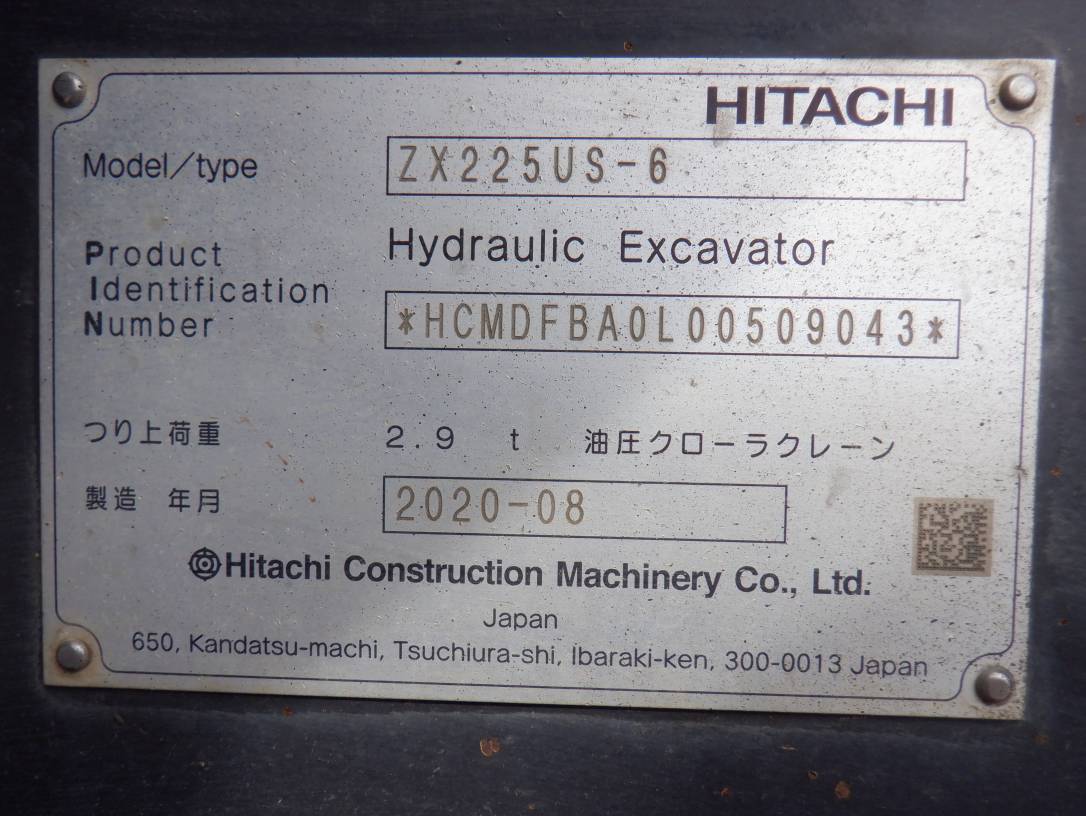 HITACHI
Model/type ZX225US-6
Product Hydraulic Excavator
Identification
Number *HCMDFBA0L00509043*
つり上荷重 2.9 t 油圧クローラクレーン
製造 年月 2020-08
Hitachi Construction Machinery Co., Ltd.
Japan
650, Kandatsu-machi, Tsuchiura-shi, Ibaraki-ken, 300-0013 Japan